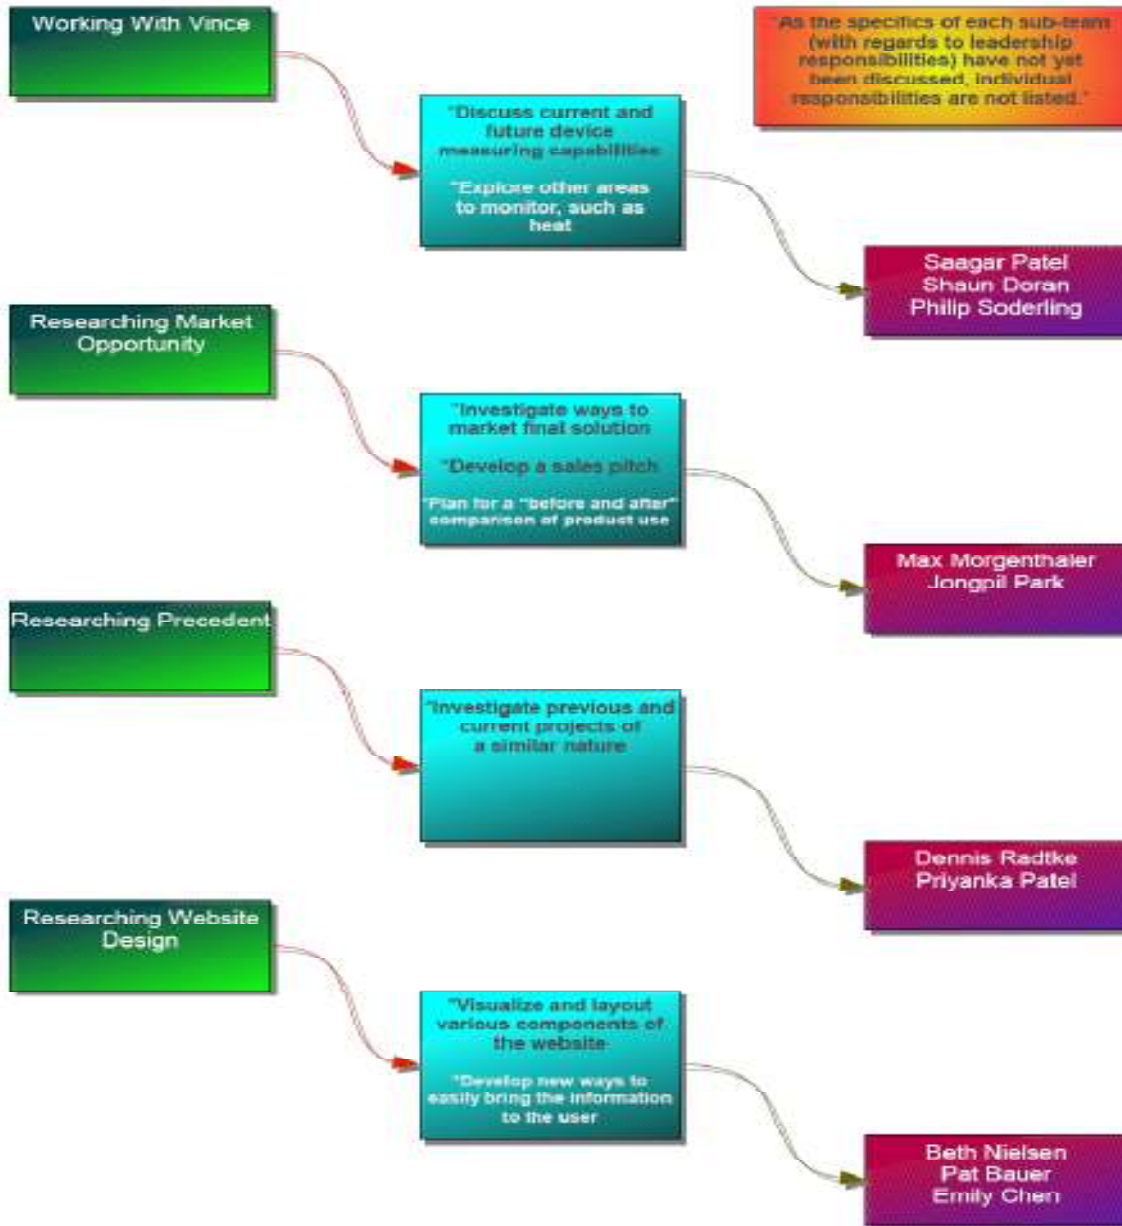 Working With Vince
"As the specifics of each sub-team
(with regards to leadership
responsibilities) have not yet
been discussed, individual
responsibilities are not listed."
"Discuss current and
future device
measuring capabilities
"Explore other areas
to monitor, such as
heat
Saagar Patel
Shaun Doran
Philip Soderling
Researching Market
Opportunity
"Investigate ways to
market final solution
"Develop a sales pitch
"Plan for a "before and after"
comparison of product use
Max Morgenthaler
Jongpil Park
Researching Precedent
"Investigate previous and
current projects of
a similar nature
Dennis Radtke
Priyanka Patel
Researching Website
Design
"Visualize and layout
various components of
the website
"Develop new ways to
easily bring the information
to the user
Beth Nielsen
Pat Bauer
Emily Chen